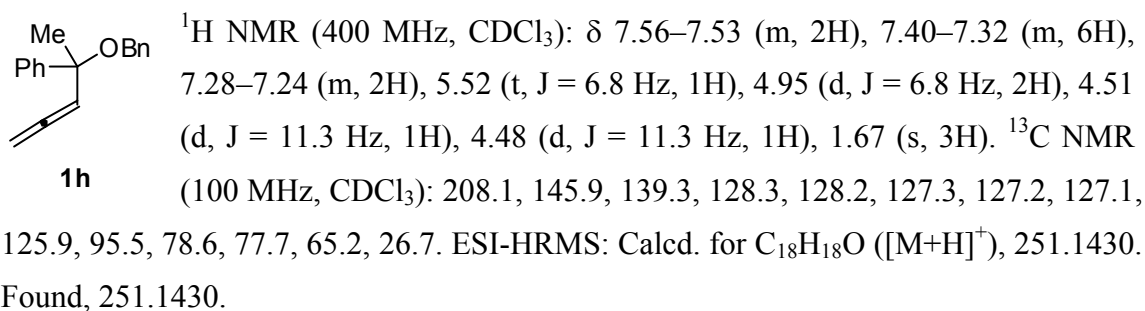 Me
OBn
Ph
1h
¹H NMR (400 MHz, CDCl₃): δ 7.56–7.53 (m, 2H), 7.40–7.32 (m, 6H),
7.28–7.24 (m, 2H), 5.52 (t, J = 6.8 Hz, 1H), 4.95 (d, J = 6.8 Hz, 2H), 4.51
(d, J = 11.3 Hz, 1H), 4.48 (d, J = 11.3 Hz, 1H), 1.67 (s, 3H). ¹³C NMR
(100 MHz, CDCl₃): 208.1, 145.9, 139.3, 128.3, 128.2, 127.3, 127.2, 127.1,
125.9, 95.5, 78.6, 77.7, 65.2, 26.7. ESI-HRMS: Calcd. for C₁₈H₁₈O ([M+H]⁺), 251.1430.
Found, 251.1430.